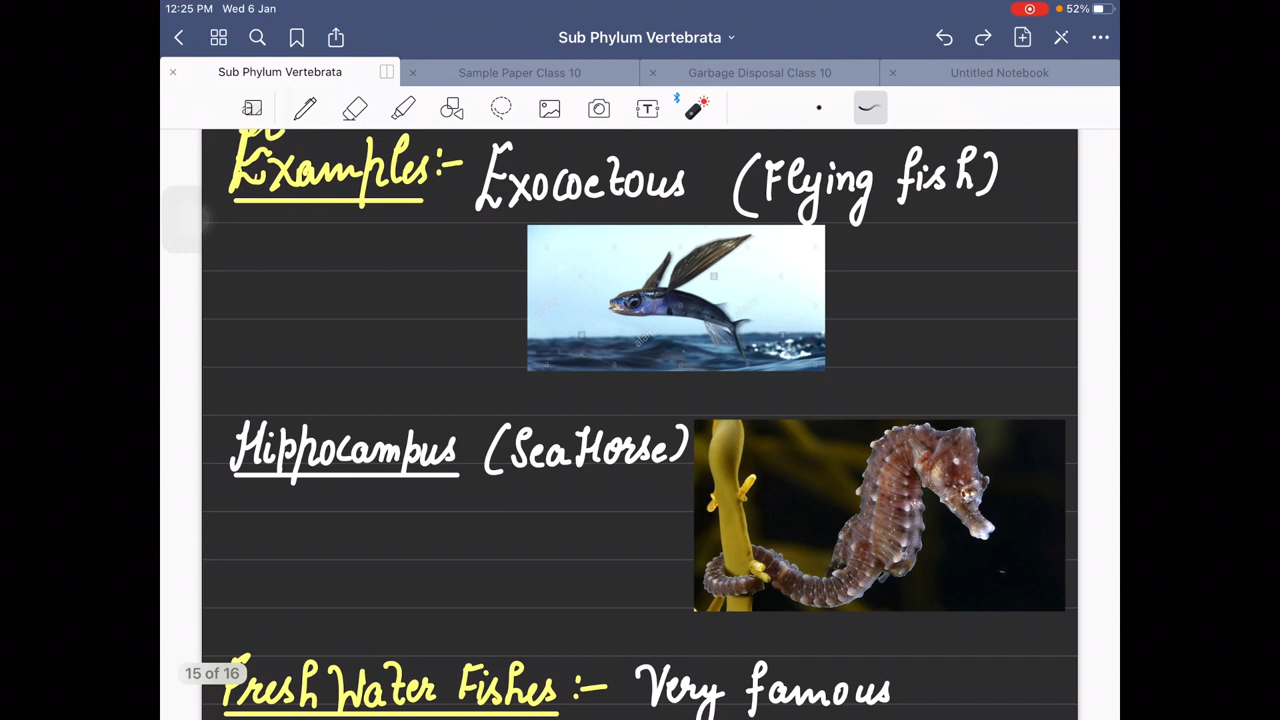 12:25 PM Wed 6 Jan 52%
Sub Phylum Vertebrata
Sub Phylum Vertebrata Sample Paper Class 10 Garbage Disposal Class 10 Untitled Notebook
Examples:- Exocoetous (Flying fish)
alamy
Hippocampus (Sea Horse)
15 of 16
Fresh Water Fishes :- Very famous